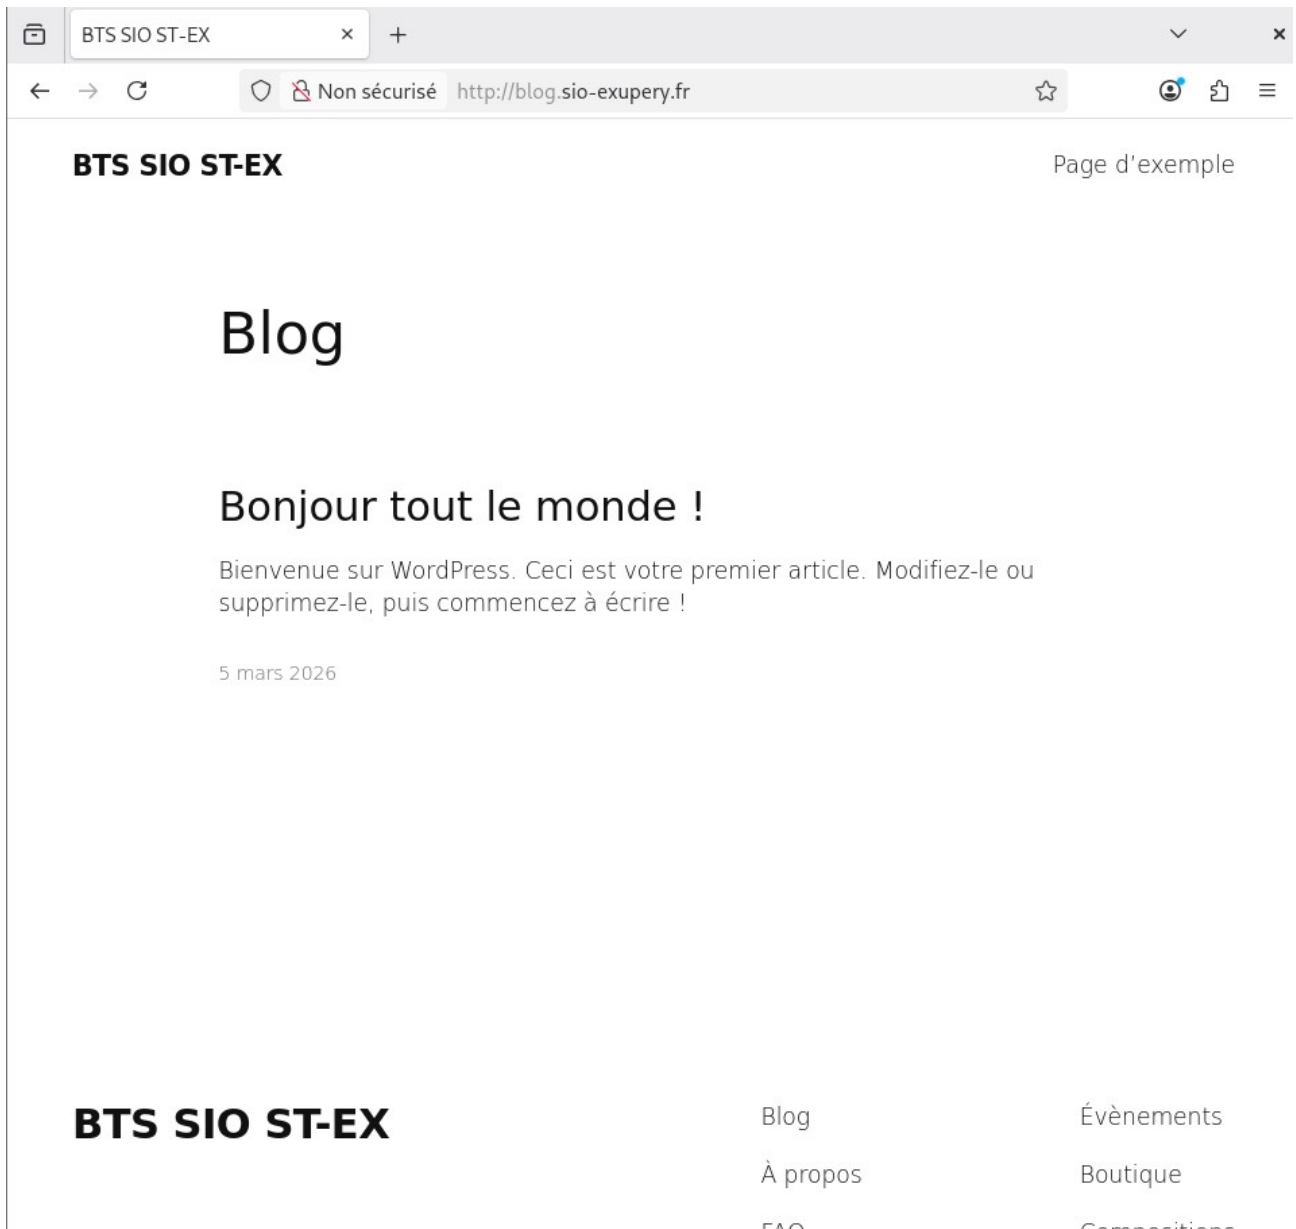 BTS SIO ST-EX
Non sécurisé http://blog.sio-exupery.fr
BTS SIO ST-EX
Page d’exemple
Blog
Bonjour tout le monde !
Bienvenue sur WordPress. Ceci est votre premier article. Modifiez-le ou
supprimez-le, puis commencez à écrire !
5 mars 2026
BTS SIO ST-EX
Blog
À propos
FAQ
Évènements
Boutique
Compositions